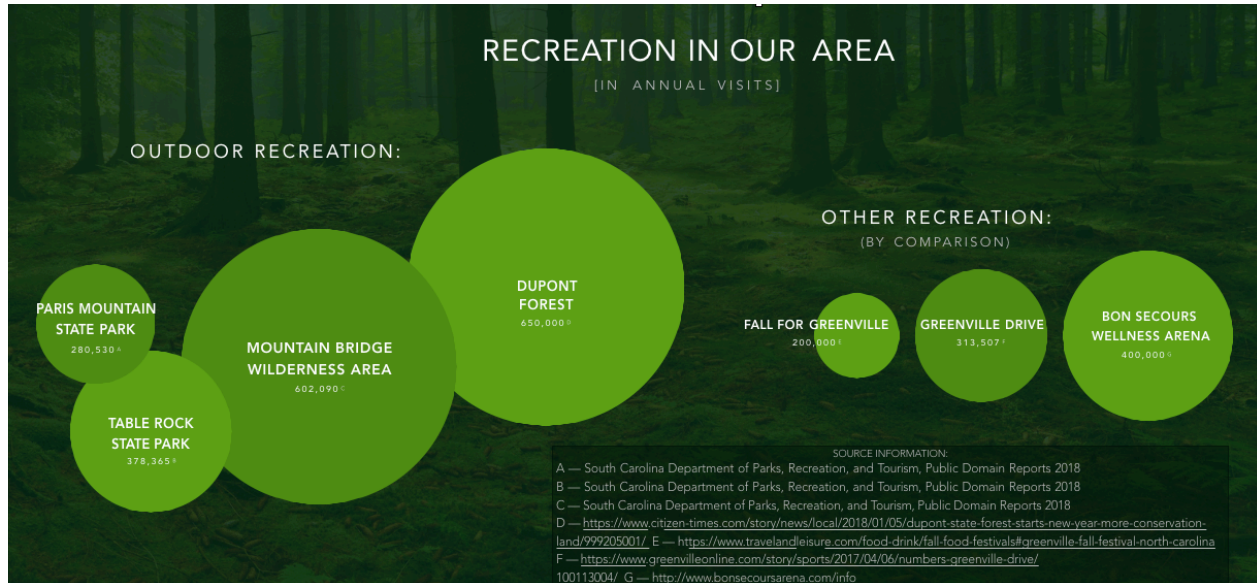 RECREATION IN OUR AREA
[IN ANNUAL VISITS]
OUTDOOR RECREATION:
PARIS MOUNTAIN
STATE PARK
280,530 A
TABLE ROCK
STATE PARK
378,365 B
MOUNTAIN BRIDGE
WILDERNESS AREA
602,090 C
DUPONT
FOREST
650,000 D
OTHER RECREATION:
(BY COMPARISON)
FALL FOR GREENVILLE
200,000 E
GREENVILLE DRIVE
313,507 F
BON SECOURS
WELLNESS ARENA
400,000 G
SOURCE INFORMATION:
A — South Carolina Department of Parks, Recreation, and Tourism, Public Domain Reports 2018
B — South Carolina Department of Parks, Recreation, and Tourism, Public Domain Reports 2018
C — South Carolina Department of Parks, Recreation, and Tourism, Public Domain Reports 2018
D — https://www.citizen-times.com/story/news/local/2018/01/05/dupont-state-forest-starts-new-year-more-conservation-
land/999205001/ E — https://www.travelandleisure.com/food-drink/fall-food-festivals#greenville-fall-festival-north-carolina
F — https://www.greenvilleonline.com/story/sports/2017/04/06/numbers-greenville-drive/
100113004/ G — http://www.bonsecoursarena.com/info